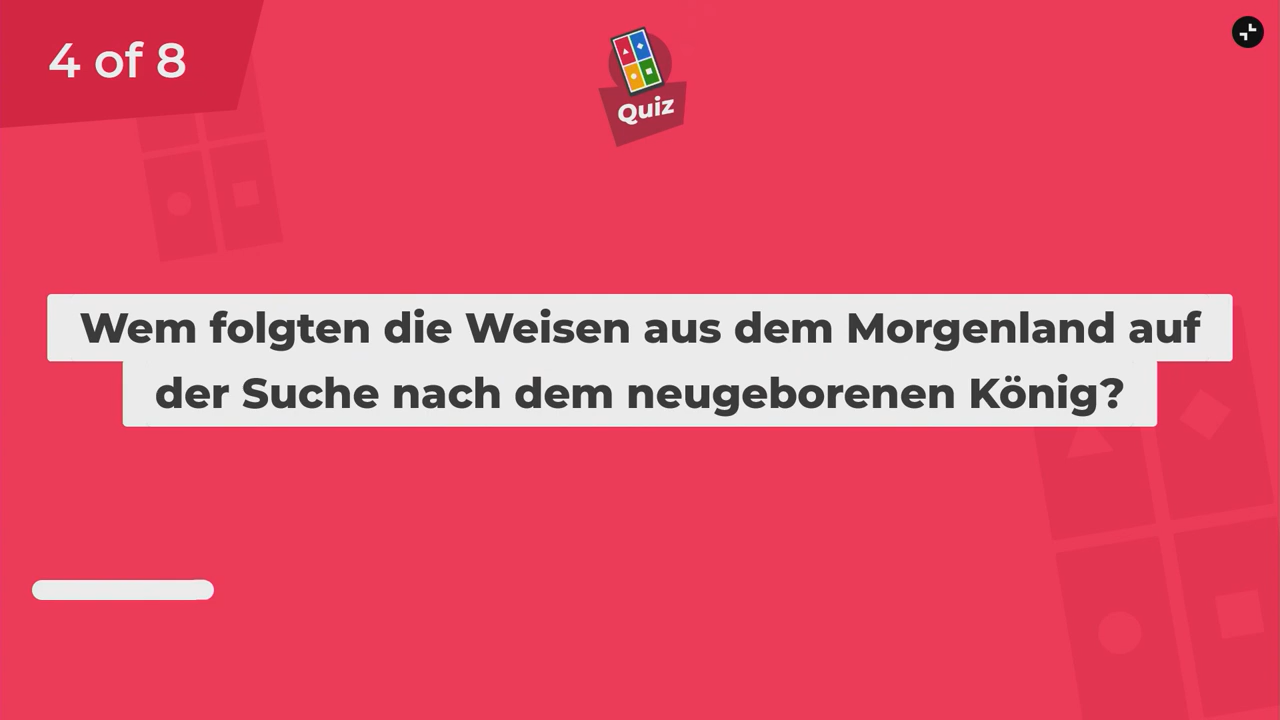 4 of 8
Quiz
Wem folgten die Weisen aus dem Morgenland auf
der Suche nach dem neugeborenen König?